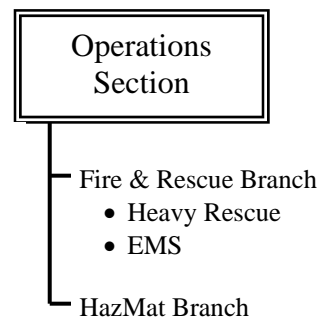 Operations
Section
Fire & Rescue Branch
• Heavy Rescue
• EMS
HazMat Branch